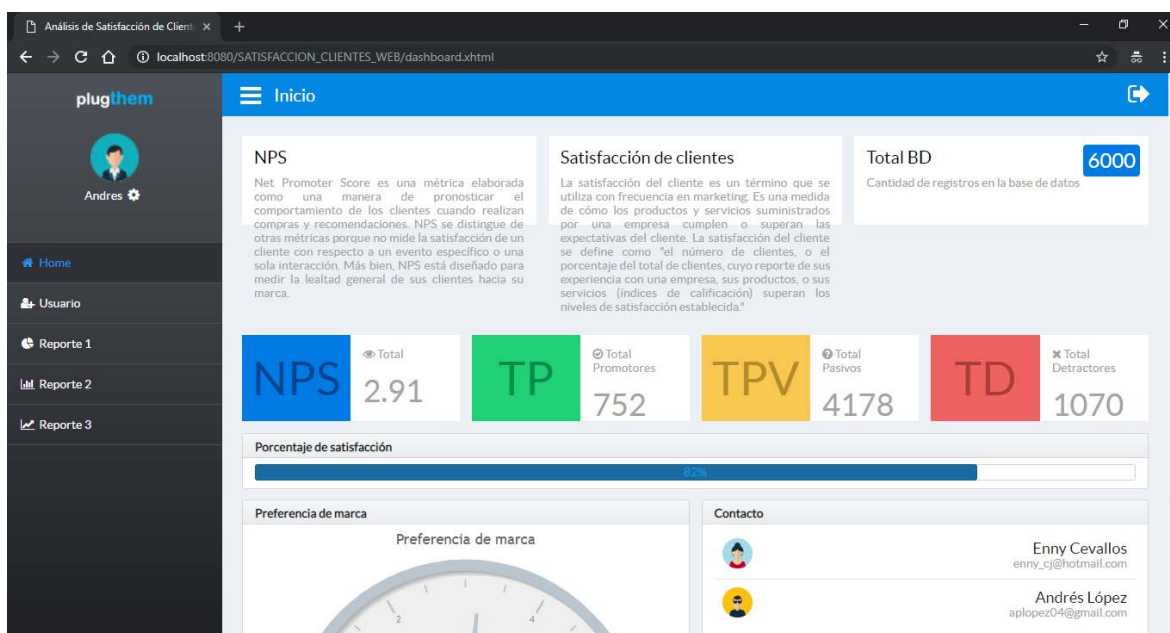 Análisis de Satisfacción de Client
localhost:8080/SATISFACCION_CLIENTES_WEB/dashboard.xhtml
plugthem
Inicio
Andres
Home
Usuario
Reporte 1
Reporte 2
Reporte 3
NPS
Net Promoter Score es una métrica elaborada
como una manera de pronosticar el
comportamiento de los clientes cuando realizan
compras y recomendaciones. NPS se distingue de
otras métricas porque no mide la satisfacción de un
cliente con respecto a un evento específico o una
sola interacción. Más bien, NPS está diseñado para
medir la lealtad general de sus clientes hacia su
marca.
Satisfacción de clientes
La satisfacción del cliente es un término que se
utiliza con frecuencia en marketing. Es una medida
de cómo los productos y servicios suministrados
por una empresa cumplen o superan las
expectativas del cliente. La satisfacción del cliente
se define como "el número de clientes, o el
porcentaje del total de clientes, cuyo reporte de sus
experiencia con una empresa, sus productos, o sus
servicios (índices de calificación) superan los
niveles de satisfacción establecida."
Total BD
6000
Cantidad de registros en la base de datos
NPS
Total
2.91
TP
Total
Promotores
752
TPV
Total
Pasivos
4178
TD
Total
Detractores
1070
Porcentaje de satisfacción
82%
Preferencia de marca
Preferencia de marca
2
4
Contacto
Enny Cevallos
enny_cj@hotmail.com
Andrés López
aplopez04@gmail.com